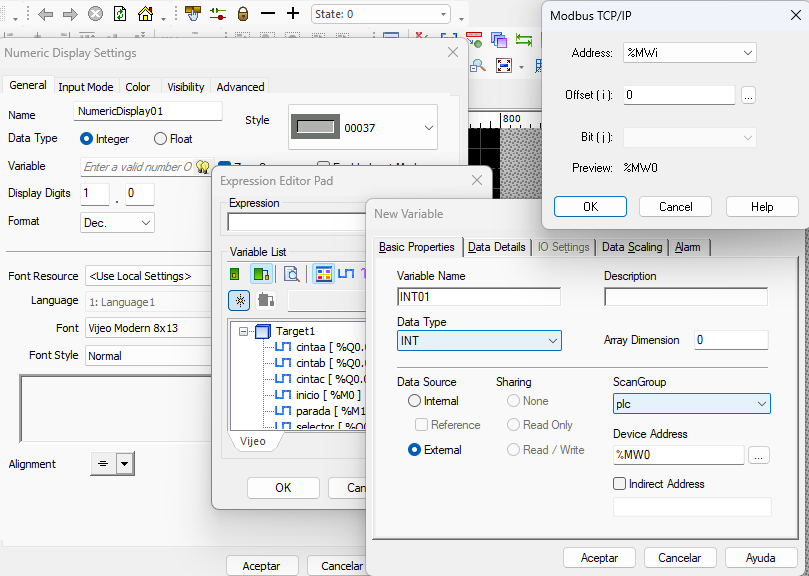 State: 0
Numeric Display Settings
General
Input Mode
Color
Visibility
Advanced
Name
NumericDisplay01
Style
00037
Data Type
Integer
Float
Variable
Enter a valid number O
Display Digits
1
.
0
Format
Dec.
Font Resource
<Use Local Settings>
Language
1: Language1
Font
Vijeo Modern 8x13
Font Style
Normal
Alignment
Aceptar
Cancelar
Expression Editor Pad
Expression
Variable List
Target1
cintaa [ %Q0.
cintab [ %Q0.
cintac [ %Q0.
inicio [ %M0 ]
parada [ %M1
selector [ %Q0
Vijeo
OK
Can
New Variable
Basic Properties
Data Details
IO Settings
Data Scaling
Alarm
Variable Name
Description
INT01
Data Type
INT
Array Dimension
0
Data Source
Sharing
ScanGroup
Internal
None
plc
Reference
Read Only
Device Address
External
Read / Write
%MW0
...
Indirect Address
Aceptar
Cancelar
Ayuda
Modbus TCP/IP
Address:
%MWi
Offset ( i ):
0
...
Bit ( j ):
Preview:
%MW0
OK
Cancel
Help
800